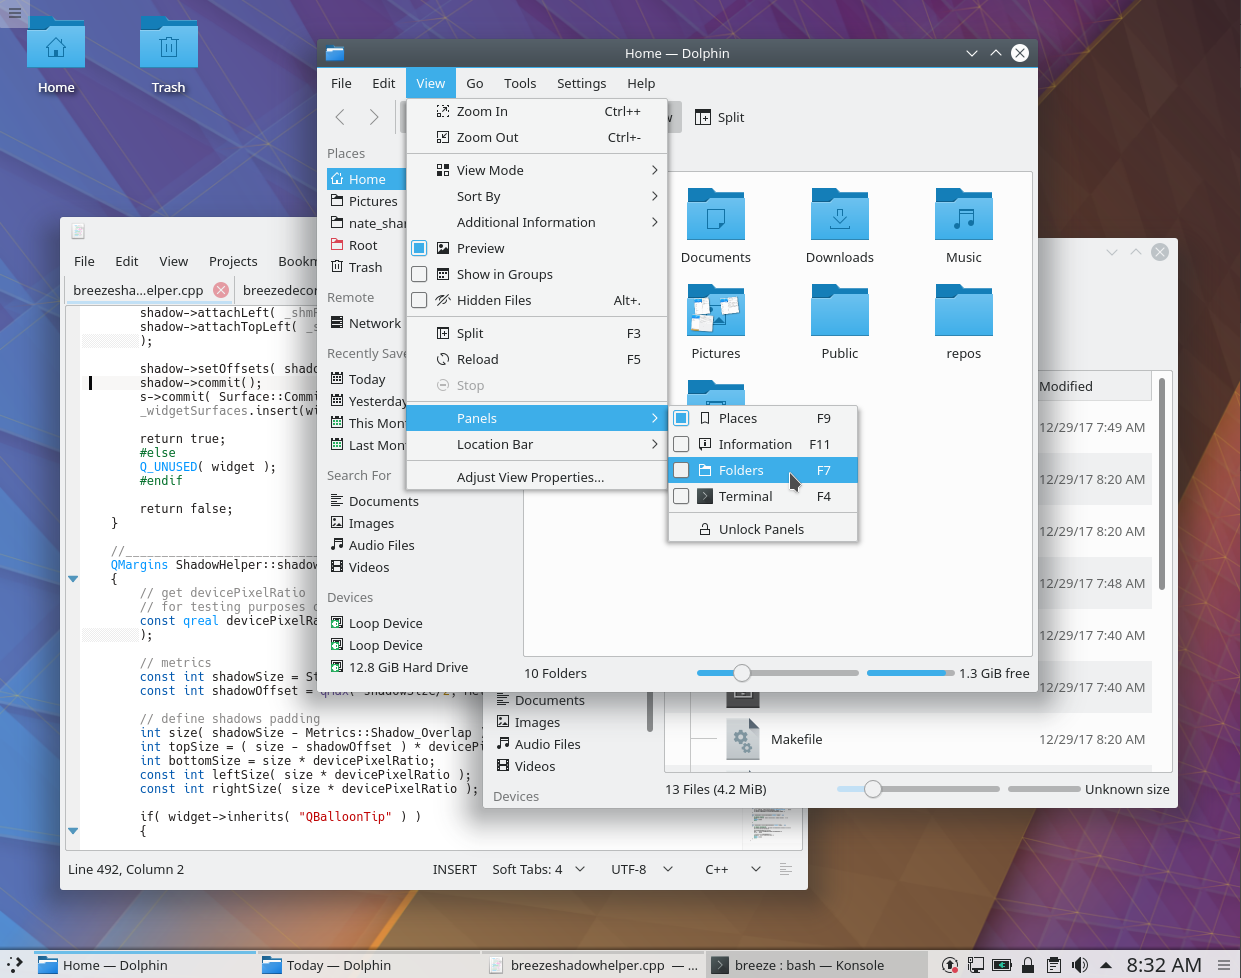 Home
Trash
Home — Dolphin
File Edit View Go Tools Settings Help
Split
Zoom In Ctrl++
Zoom Out Ctrl+-
View Mode
Sort By
Additional Information
Preview
Show in Groups
Hidden Files Alt+.
Split F3
Reload F5
Stop
Panels
Location Bar
Adjust View Properties...
Places F9
Information F11
Folders F7
Terminal F4
Unlock Panels
Places
Home
Pictures
nate_shar
Root
Trash
Remote
Network
Recently Save
Today
Yesterday
This Mon
Last Mon
Search For
Documents
Images
Audio Files
Videos
Devices
Loop Device
Loop Device
12.8 GiB Hard Drive
Documents
Downloads
Music
Pictures
Public
repos
10 Folders
1.3 GiB free
File Edit View Projects Bookm
breezesha...elper.cpp
breezedecor
shadow->attachLeft( _shm
shadow->attachTopLeft( _s
);
shadow->setOffsets( shad
shadow->commit();
s->commit( Surface::Comm
_widgetSurfaces.insert(wi
return true;
#else
Q_UNUSED( widget );
#endif
return false;
}
//
QMargins ShadowHelper::shadow
{
// get devicePixelRatio
// for testing purposes o
const qreal devicePixelRa
);
// metrics
const int shadowSize = St
const int shadowOffset = qMax( shadowSize/2,
// define shadows padding
int size( shadowSize - Metrics::Shadow_Overlap
int topSize = ( size - shadowOffset ) * devicePi
int bottomSize = size * devicePixelRatio;
const int leftSize( size * devicePixelRatio );
const int rightSize( size * devicePixelRatio );
if( widget->inherits( "QBalloonTip" ) )
{
Line 492, Column 2
INSERT
Soft Tabs: 4
UTF-8
C++
Modified
12/29/17 7:49 AM
12/29/17 8:20 AM
12/29/17 8:20 AM
12/29/17 7:48 AM
12/29/17 7:40 AM
12/29/17 7:40 AM
Makefile 12/29/17 8:20 AM
Documents
Images
Audio Files
Videos
Devices
13 Files (4.2 MiB)
Unknown size
Home — Dolphin
Today — Dolphin
breezeshadowhelper.cpp — ...
breeze : bash — Konsole
8:32 AM